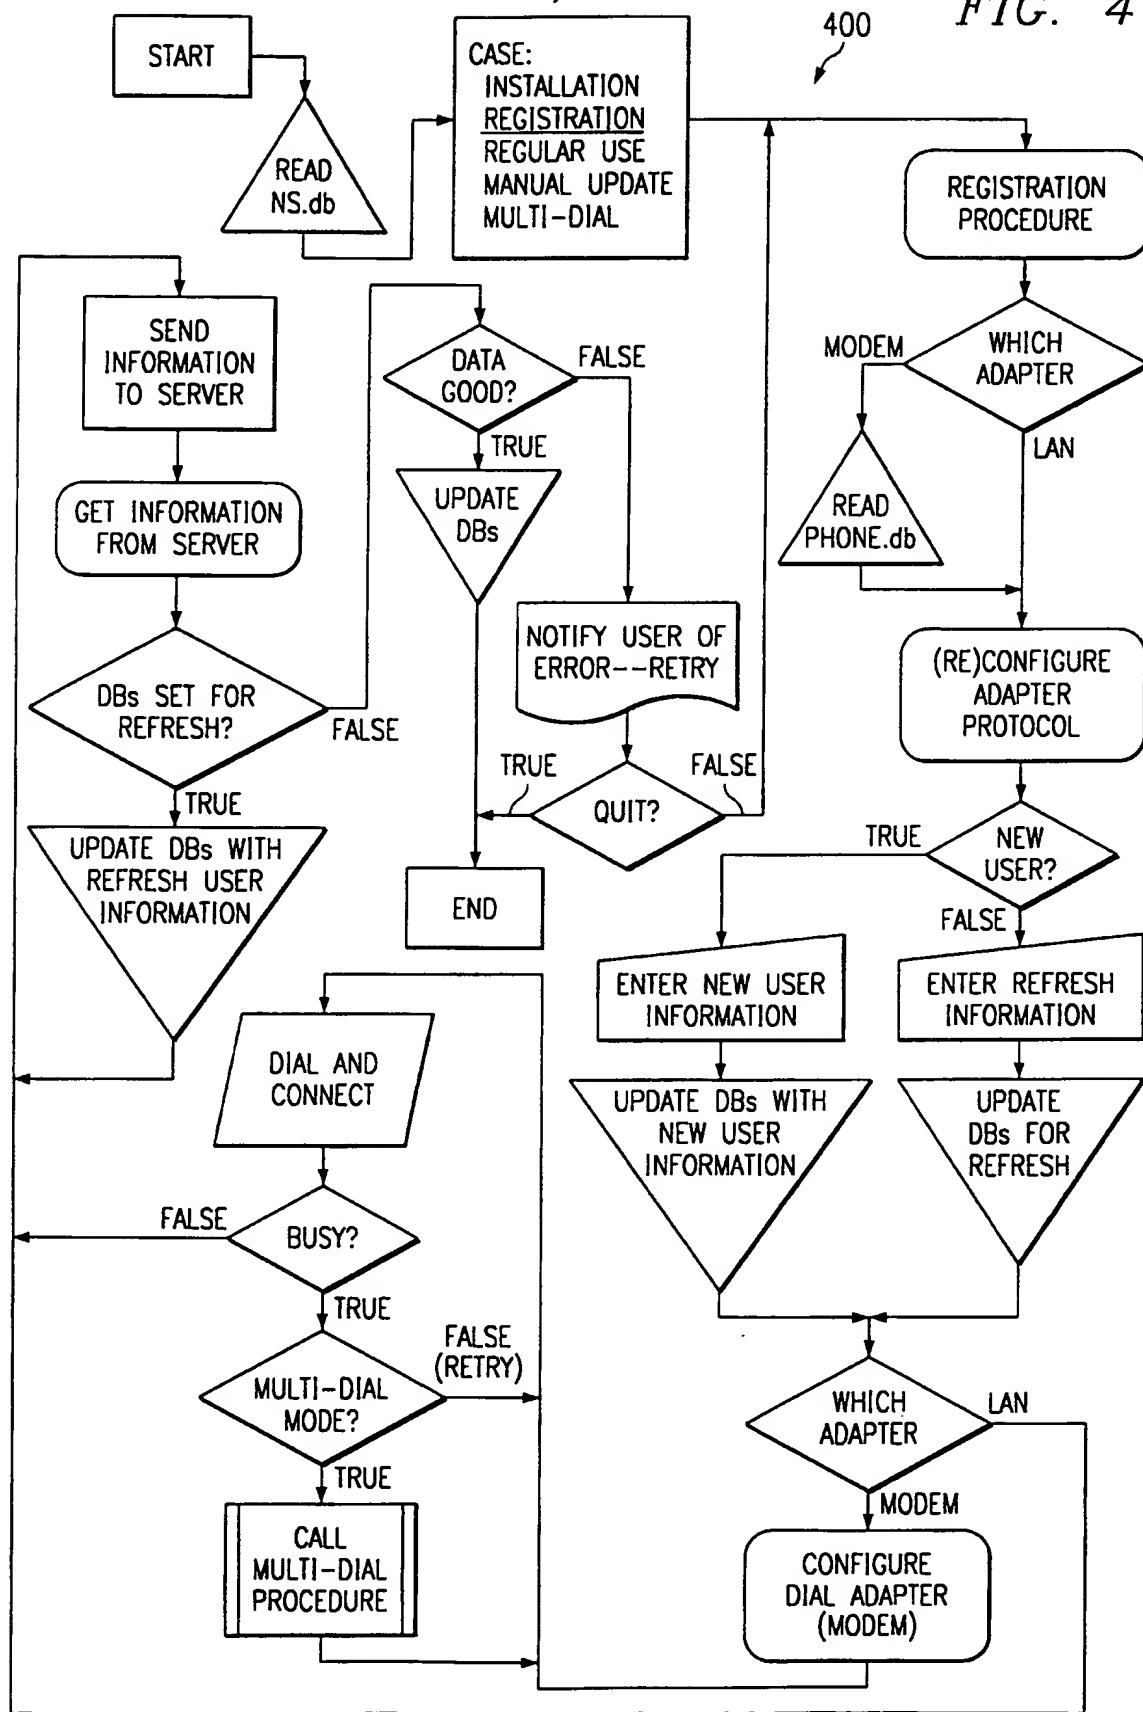 FIG. 4
400
START
READ
NS.db
CASE:
INSTALLATION
REGISTRATION
REGULAR USE
MANUAL UPDATE
MULTI-DIAL
REGISTRATION
PROCEDURE
WHICH
ADAPTER
MODEM
LAN
READ
PHONE.db
(RE)CONFIGURE
ADAPTER
PROTOCOL
NEW
USER?
TRUE
FALSE
ENTER NEW USER
INFORMATION
ENTER REFRESH
INFORMATION
UPDATE DBs WITH
NEW USER
INFORMATION
UPDATE
DBs FOR
REFRESH
WHICH
ADAPTER
LAN
MODEM
CONFIGURE
DIAL ADAPTER
(MODEM)
DIAL AND
CONNECT
BUSY?
FALSE
TRUE
MULTI-DIAL
MODE?
FALSE
(RETRY)
TRUE
CALL
MULTI-DIAL
PROCEDURE
SEND
INFORMATION
TO SERVER
GET INFORMATION
FROM SERVER
DBs SET FOR
REFRESH?
FALSE
TRUE
UPDATE DBs WITH
REFRESH USER
INFORMATION
DATA
GOOD?
FALSE
TRUE
UPDATE
DBs
NOTIFY USER OF
ERROR--RETRY
QUIT?
TRUE
FALSE
END